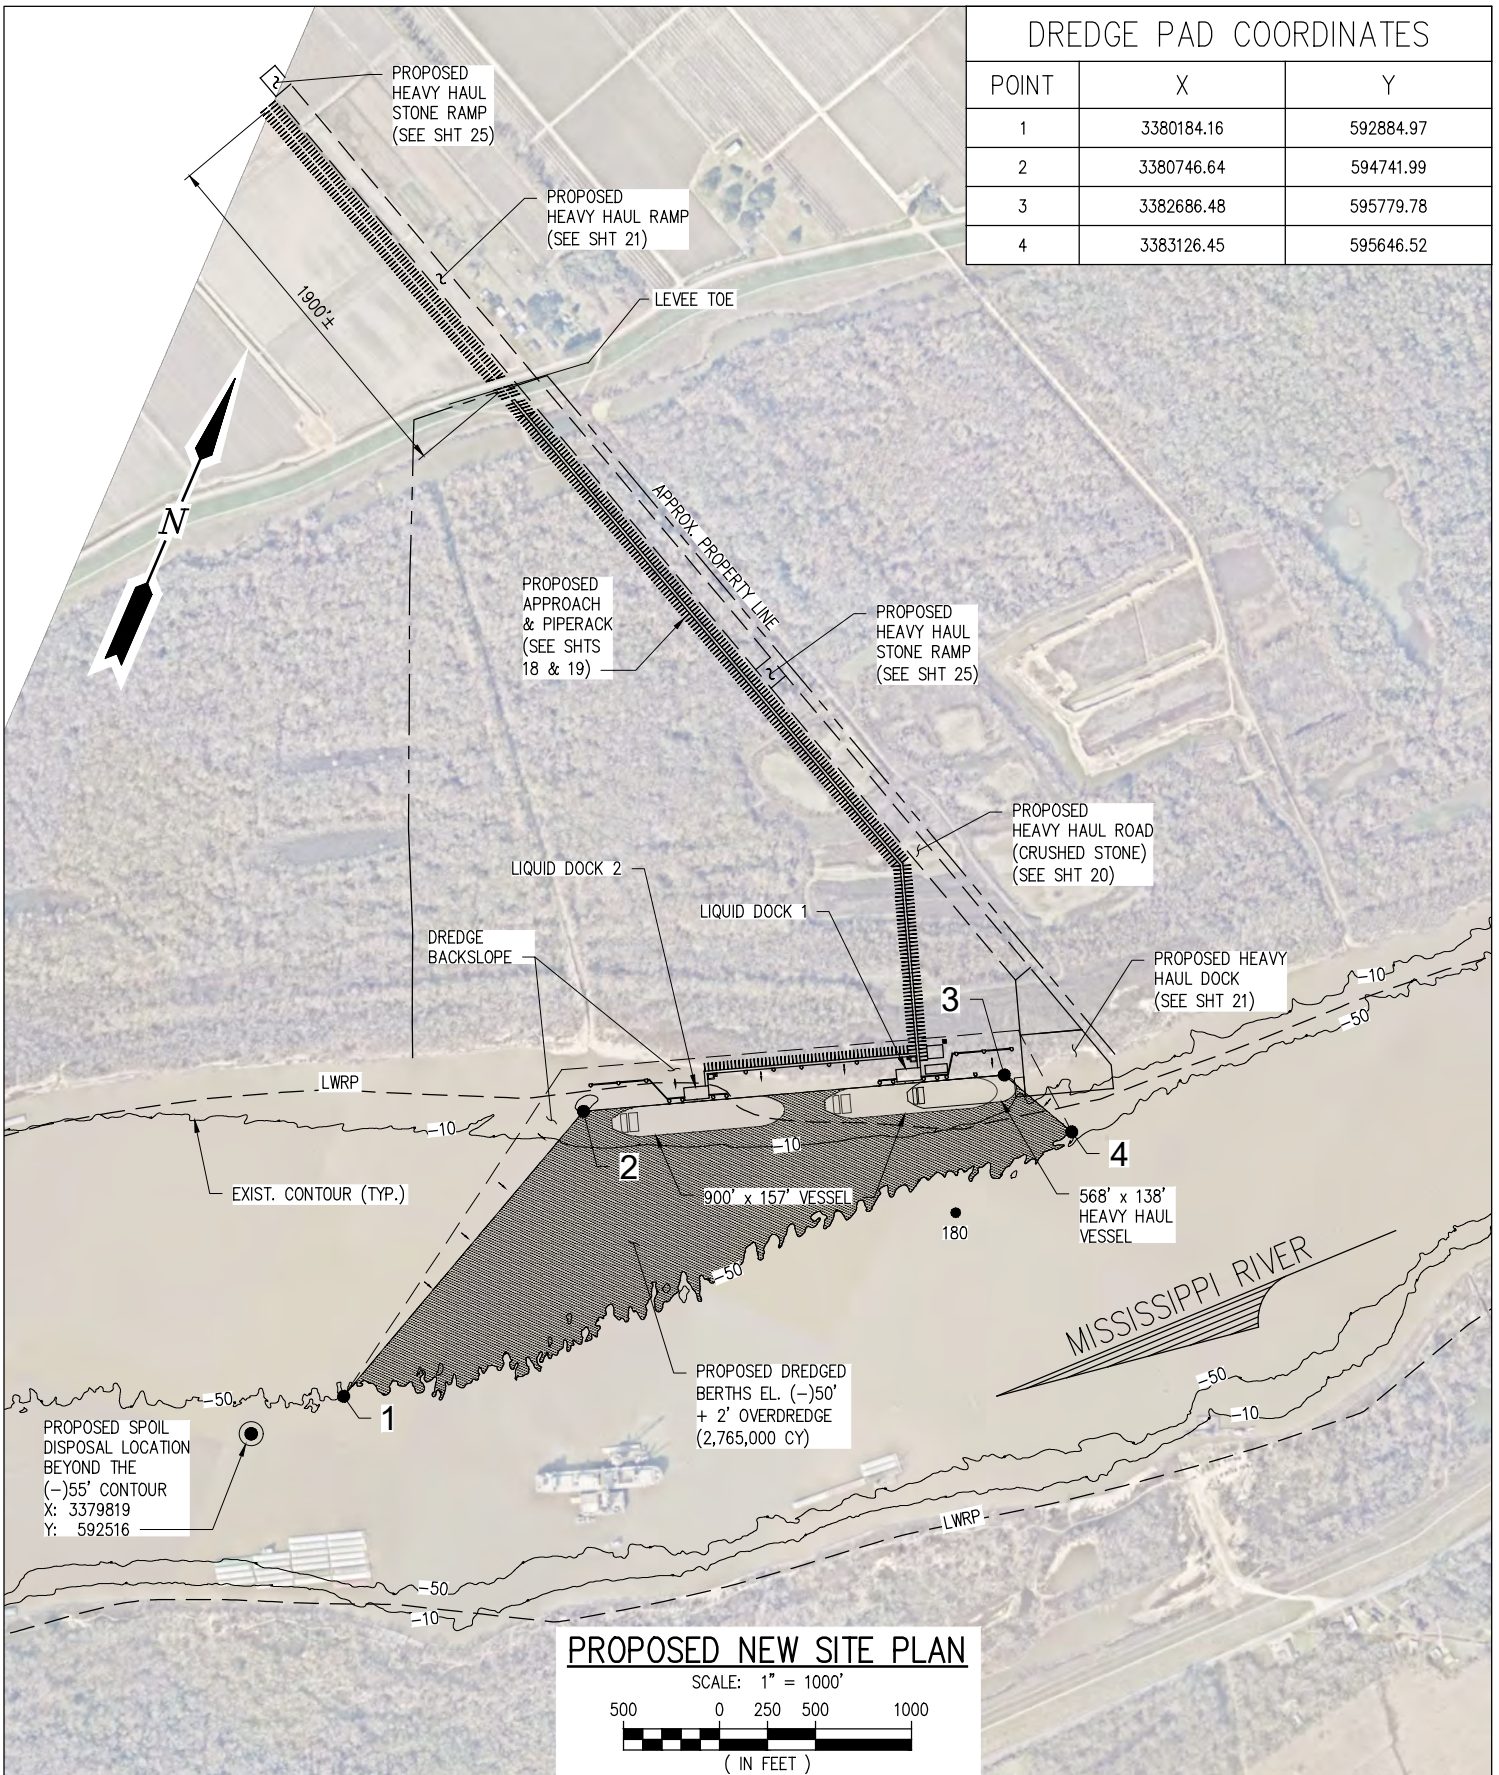 DREDGE PAD COORDINATES
POINT X Y
1 3380184.16 592884.97
2 3380746.64 594741.99
3 3382686.48 595779.78
4 3383126.45 595646.52
PROPOSED
HEAVY HAUL
STONE RAMP
(SEE SHT 25)
PROPOSED
HEAVY HAUL RAMP
(SEE SHT 21)
LEVEE TOE
1900'±
N
APPROX. PROPERTY LINE
PROPOSED
APPROACH
& PIPERACK
(SEE SHTS
18 & 19)
PROPOSED
HEAVY HAUL
STONE RAMP
(SEE SHT 25)
PROPOSED
HEAVY HAUL ROAD
(CRUSHED STONE)
(SEE SHT 20)
LIQUID DOCK 2
LIQUID DOCK 1
DREDGE
BACKSLOPE
PROPOSED HEAVY
HAUL DOCK
(SEE SHT 21)
3
-10
-50
LWRP
-10
-10
2
4
EXIST. CONTOUR (TYP.)
900' x 157' VESSEL
568' x 138'
HEAVY HAUL
VESSEL
180
-50
MISSISSIPPI RIVER
PROPOSED DREDGED
BERTHS EL. (-)50'
+ 2' OVERDREDGE
(2,765,000 CY)
-50
1
-50
-10
PROPOSED SPOIL
DISPOSAL LOCATION
BEYOND THE
(-)55' CONTOUR
X: 3379819
Y: 592516
LWRP
-50
-10
PROPOSED NEW SITE PLAN
SCALE: 1" = 1000'
500 0 250 500 1000
( IN FEET )